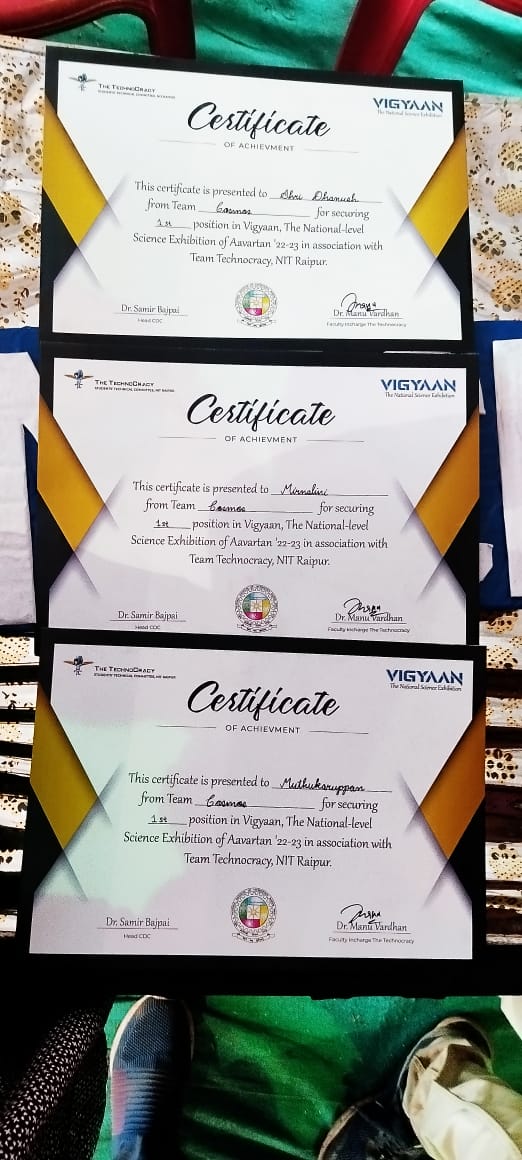 THE TECHNOCRACY
STUDENTS' TECHNICAL COMMITTEE, NIT RAIPUR
VIGYAAN
The National Science Exhibition
Certificate
OF ACHIEVMENT
This certificate is presented to Shri Dhanush
from Team Cosmos for securing
1st position in Vigyaan, The National-level
Science Exhibition of Aavartan '22-23 in association with
Team Technocracy, NIT Raipur.
Dr. Samir Bajpai
Head CDC
Dr. Manu Vardhan
Faculty Incharge The Technocracy
THE TECHNOCRACY
STUDENTS' TECHNICAL COMMITTEE, NIT RAIPUR
VIGYAAN
The National Science Exhibition
Certificate
OF ACHIEVMENT
This certificate is presented to Mirnalini
from Team Cosmos for securing
1st position in Vigyaan, The National-level
Science Exhibition of Aavartan '22-23 in association with
Team Technocracy, NIT Raipur.
Dr. Samir Bajpai
Head CDC
Dr. Manu Vardhan
Faculty Incharge The Technocracy
THE TECHNOCRACY
STUDENTS' TECHNICAL COMMITTEE, NIT RAIPUR
VIGYAAN
The National Science Exhibition
Certificate
OF ACHIEVMENT
This certificate is presented to Muthukaruppan
from Team Cosmos for securing
1st position in Vigyaan, The National-level
Science Exhibition of Aavartan '22-23 in association with
Team Technocracy, NIT Raipur.
Dr. Samir Bajpai
Head CDC
Dr. Manu Vardhan
Faculty Incharge The Technocracy